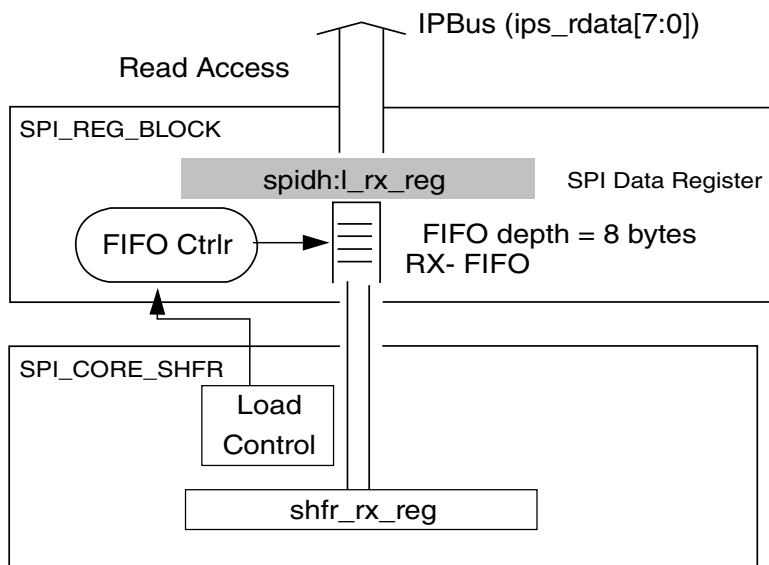 IPBus (ips_rdata[7:0])
Read Access
SPI_REG_BLOCK
spidh:l_rx_reg
SPI Data Register
FIFO Ctrlr
FIFO depth = 8 bytes
RX- FIFO
SPI_CORE_SHFR
Load
Control
shfr_rx_reg